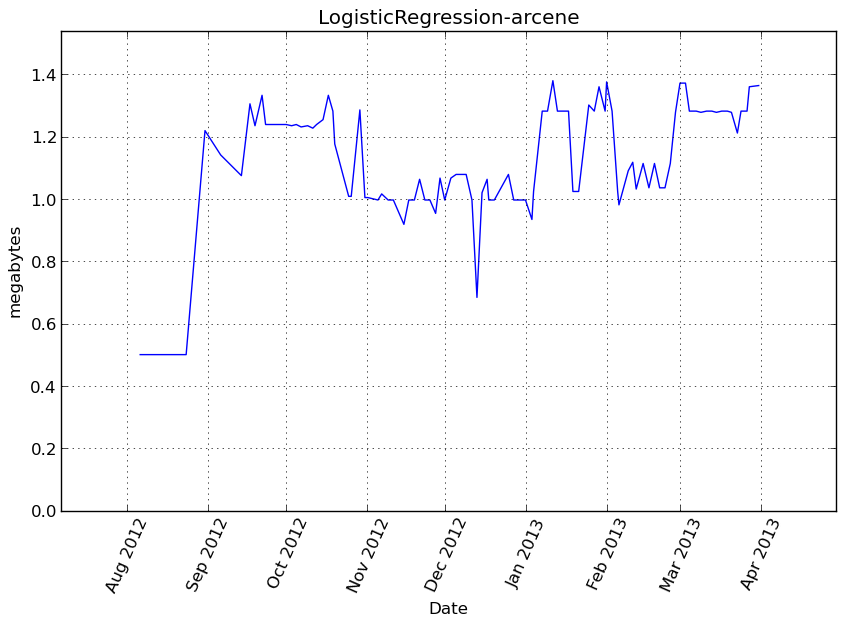 LogisticRegression-arcene
megabytes
1.4
1.2
1.0
0.8
0.6
0.4
0.2
0.0
Aug 2012
Sep 2012
Oct 2012
Nov 2012
Dec 2012
Jan 2013
Feb 2013
Mar 2013
Apr 2013
Date